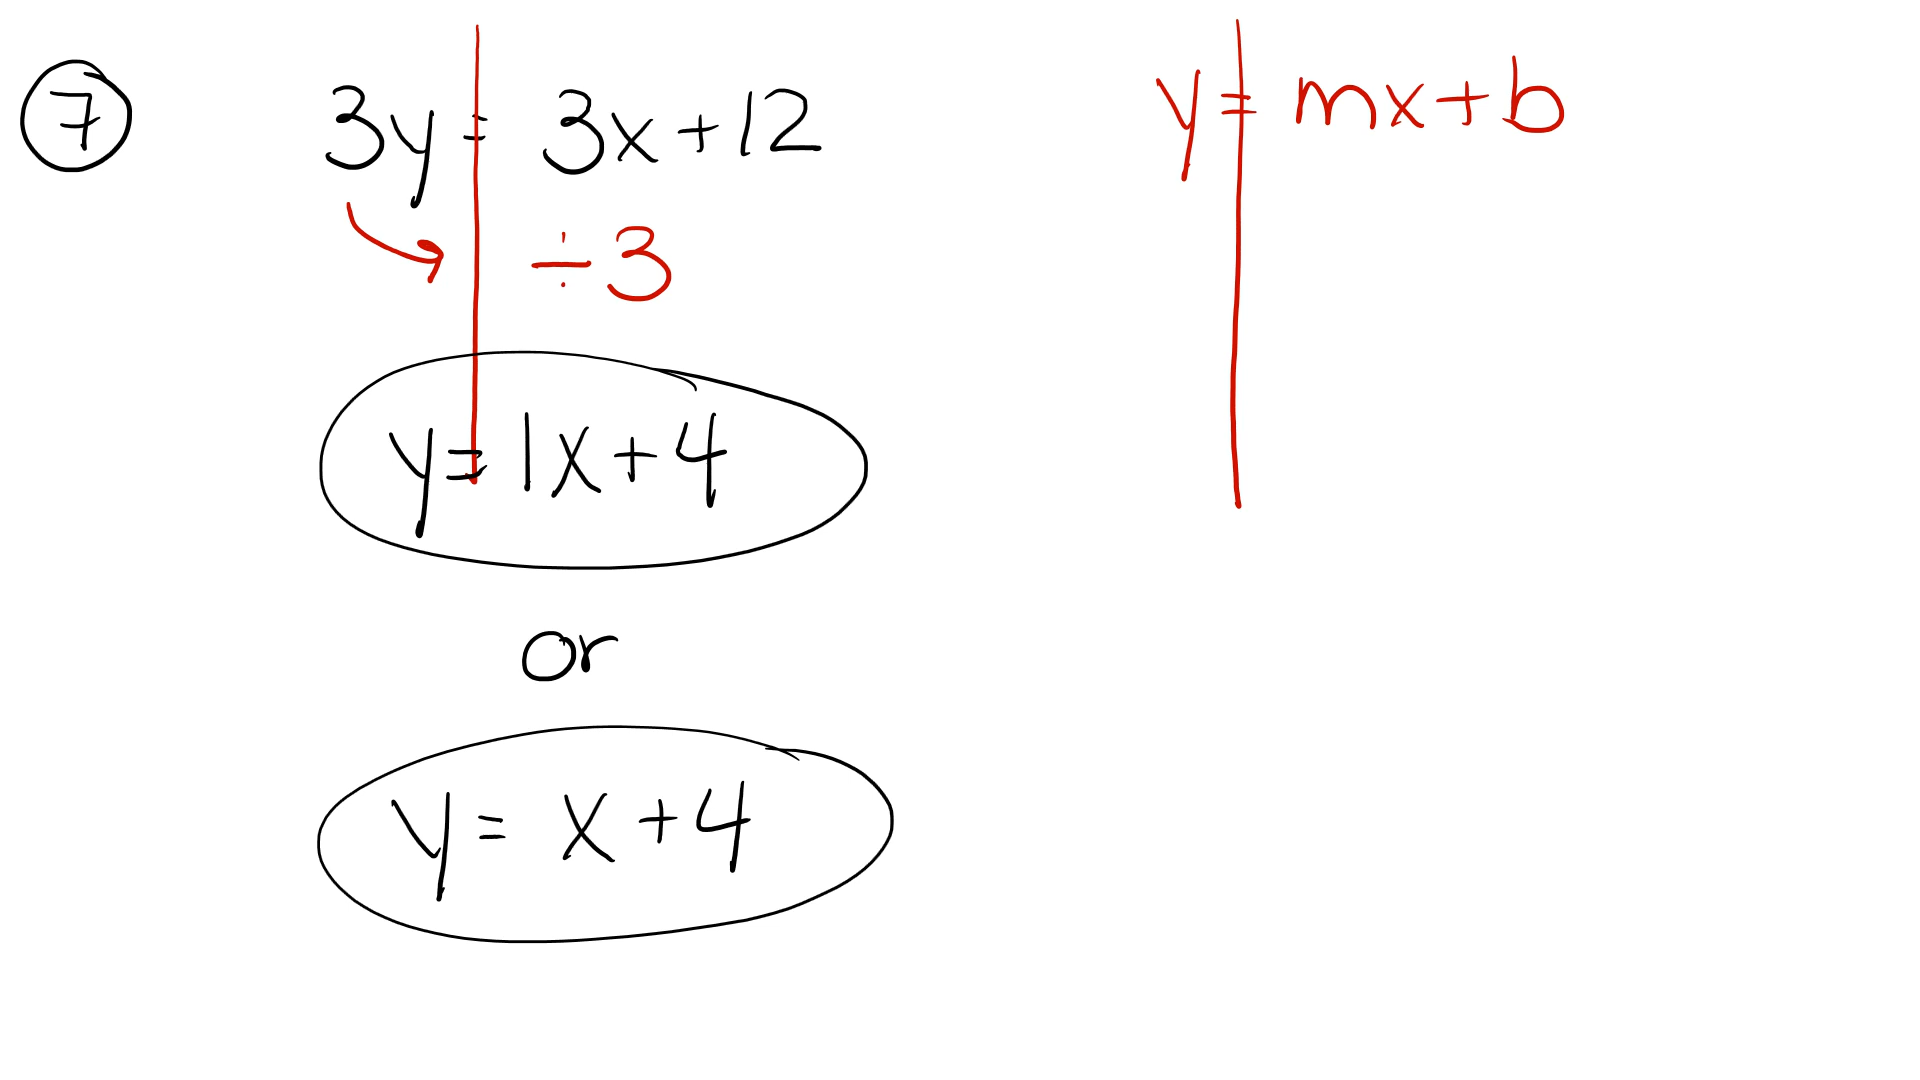 7
3y = 3x + 12
÷ 3
y = 1x + 4
or
y = x + 4
y = mx + b